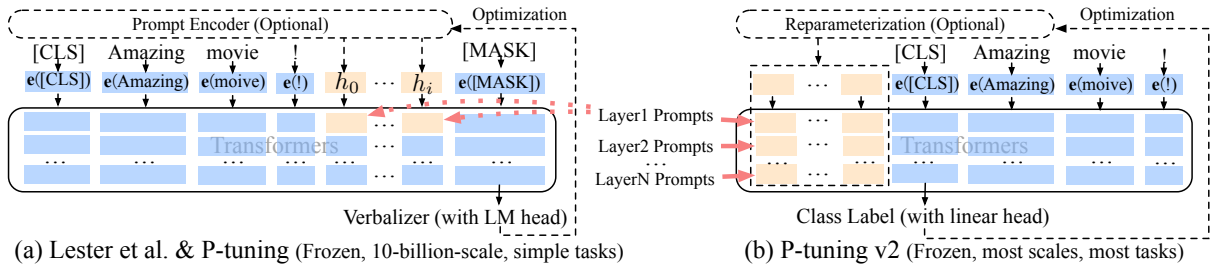 Prompt Encoder (Optional)
Optimization
[CLS] Amazing movie ! [MASK]
e([CLS]) e(Amazing) e(moive) e(!) h0 ... hi e([MASK])
...
Transformers
... ... ... ... ... ... ... ...
...
Verbalizer (with LM head)
(a) Lester et al. & P-tuning (Frozen, 10-billion-scale, simple tasks)
Layer1 Prompts
Layer2 Prompts
...
LayerN Prompts
Reparameterization (Optional)
Optimization
[CLS] Amazing movie !
... e([CLS]) e(Amazing) e(moive) e(!)
...
Transformers
... ... ... ... ... ... ...
...
Class Label (with linear head)
(b) P-tuning v2 (Frozen, most scales, most tasks)